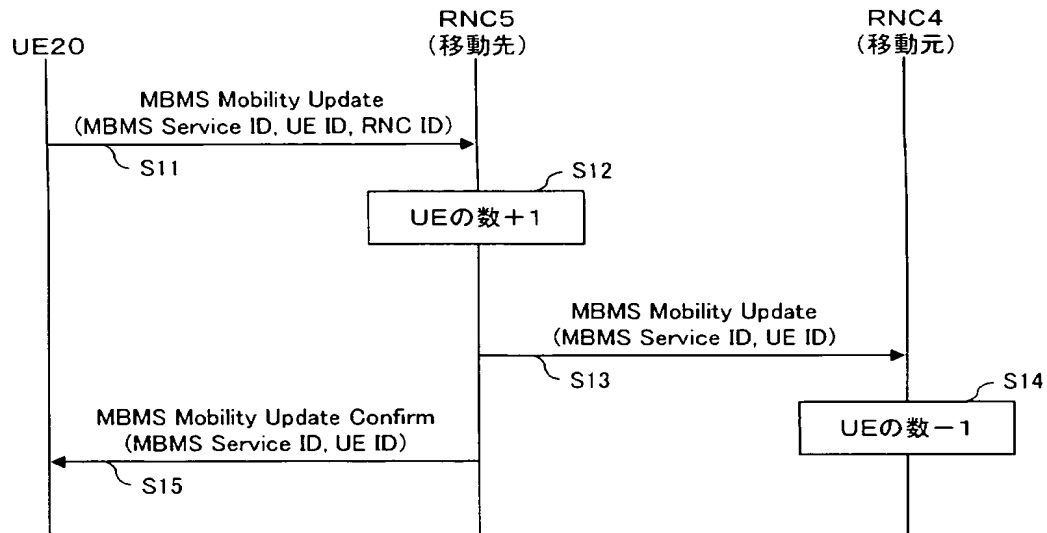 UE20
RNC5
(移動先)
RNC4
(移動元)
MBMS Mobility Update
(MBMS Service ID, UE ID, RNC ID)
S11
S12
UEの数+1
MBMS Mobility Update
(MBMS Service ID, UE ID)
S13
S14
UEの数-1
MBMS Mobility Update Confirm
(MBMS Service ID, UE ID)
S15